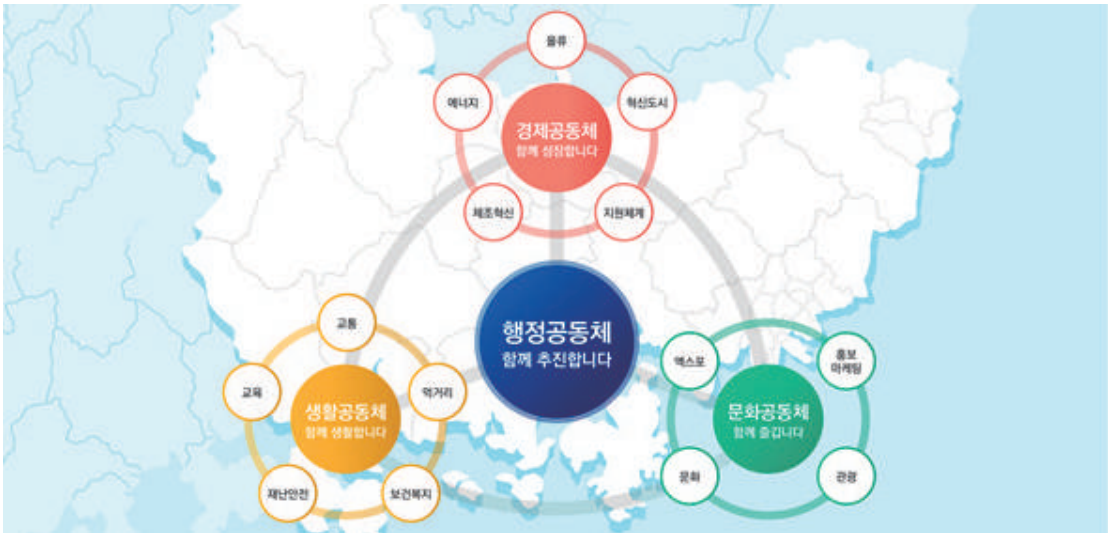 물류
에너지
혁신도시
경제공동체
함께 성장합니다
제조혁신
지원체계
행정공동체
함께 추진합니다
교통
교육
먹거리
생활공동체
함께 생활합니다
재난안전
보건복지
엑스포
홍보
마케팅
문화공동체
함께 즐깁니다
문화
관광